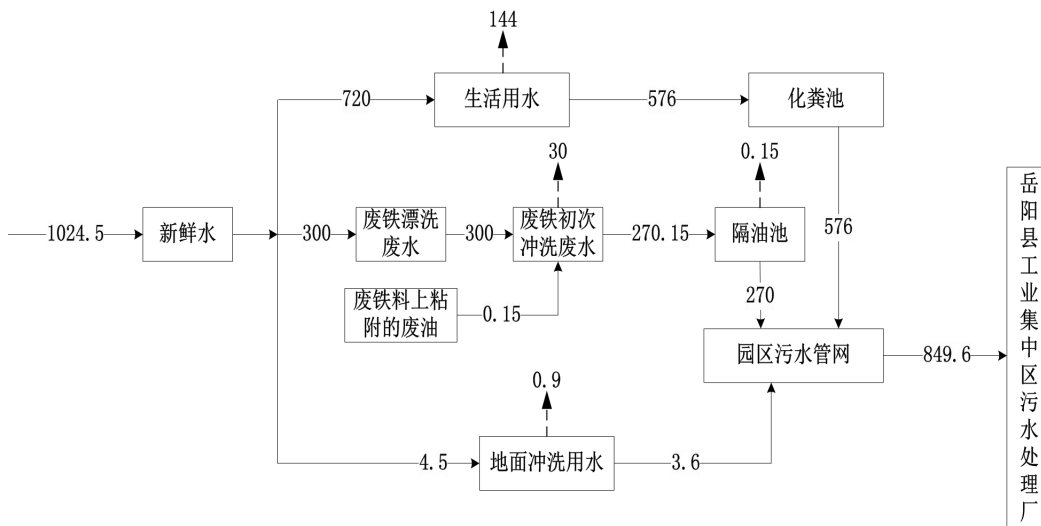 144
720
生活用水
576
化粪池
30
0.15
1024.5
新鲜水
300
废铁漂洗
废水
300
废铁初次
冲洗废水
270.15
隔油池
576
废铁料上粘
附的废油
0.15
270
园区污水管网
849.6
岳阳县工业集中区污水处理厂
0.9
4.5
地面冲洗用水
3.6